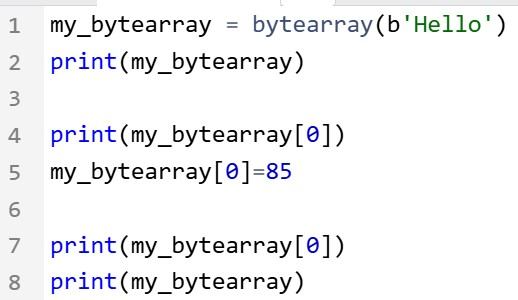 1 my_bytearray = bytearray(b'Hello')
2 print(my_bytearray)
3
4 print(my_bytearray[0])
5 my_bytearray[0]=85
6
7 print(my_bytearray[0])
8 print(my_bytearray)